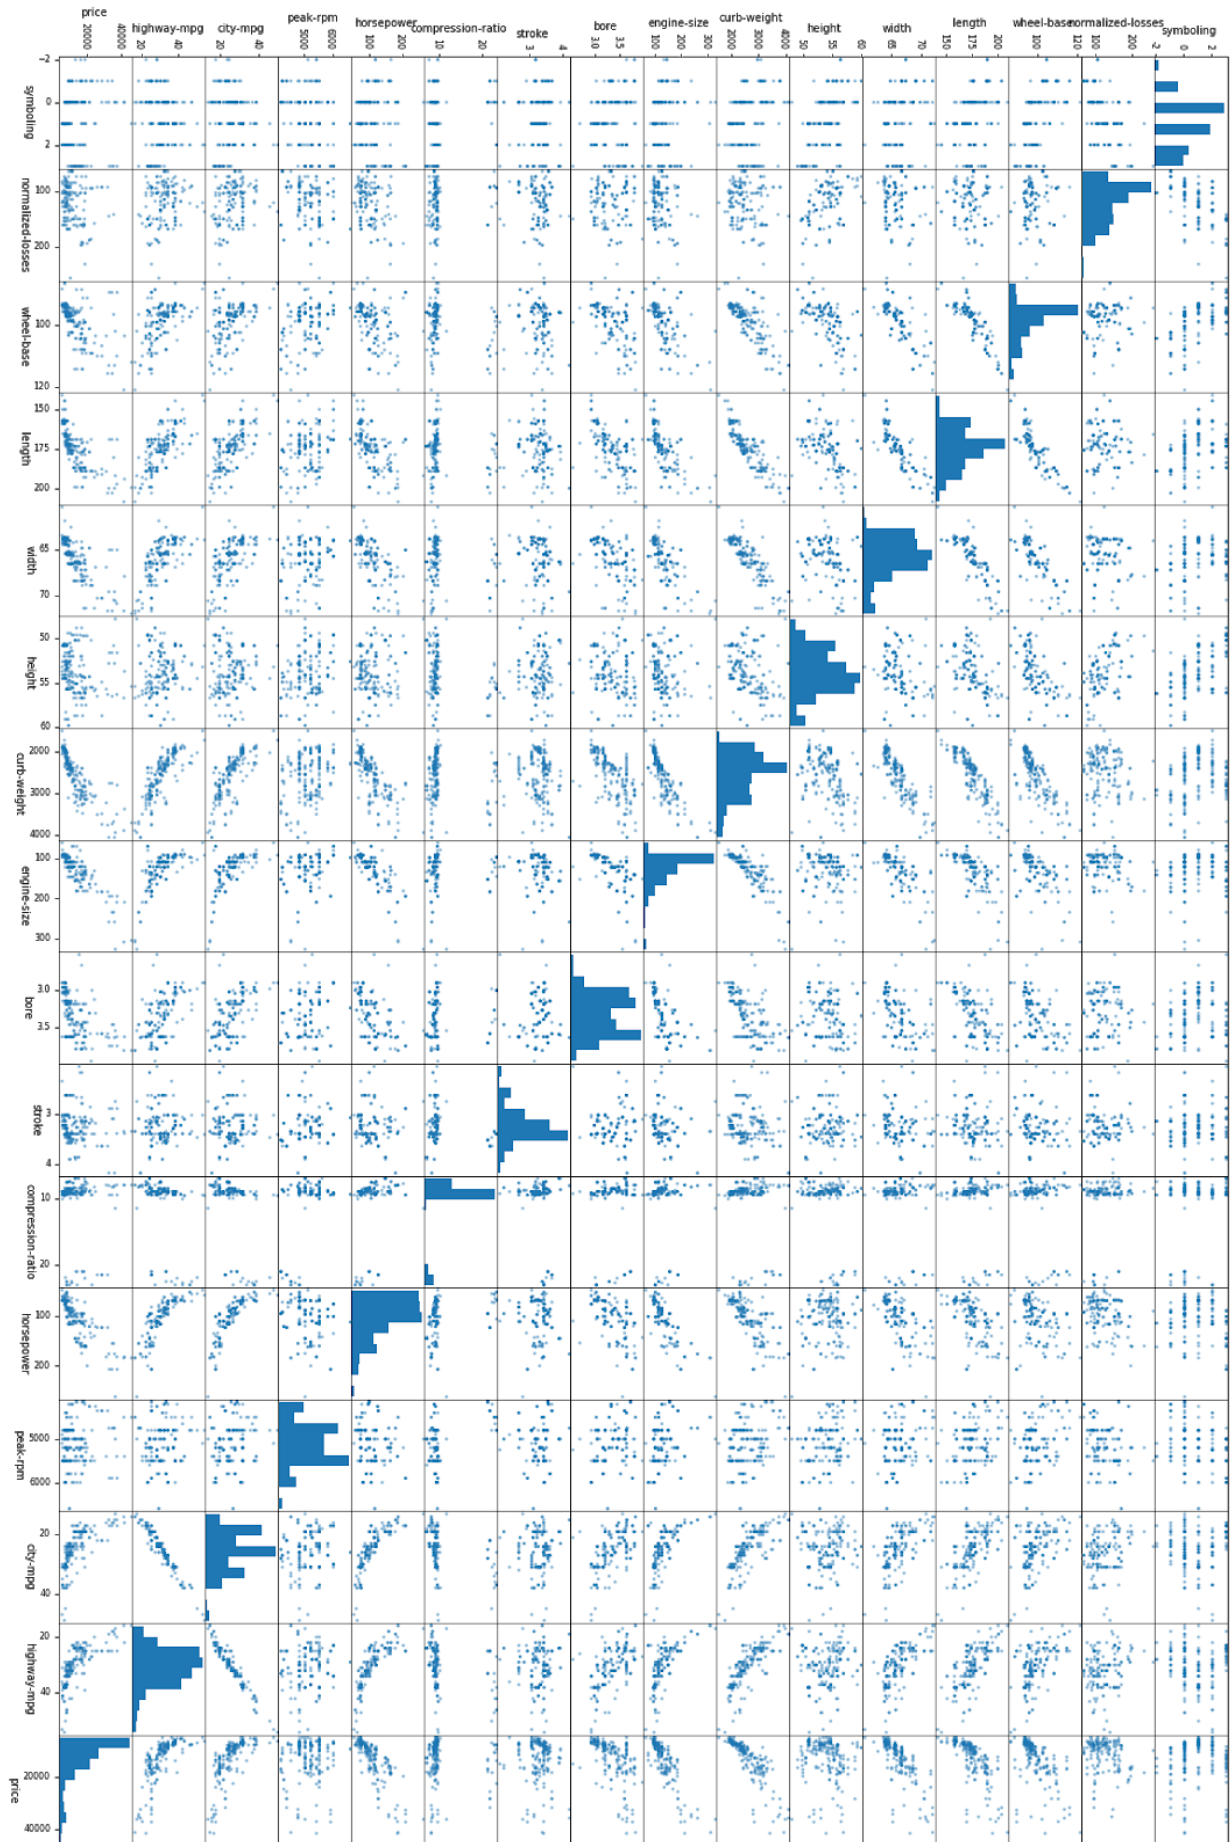 price highway-mpg city-mpg peak-rpm horsepower compression-ratio stroke bore engine-size curb-weight height width length wheel-base normalized-losses symboling
20000 40000 20 40 20 40 5000 6000 100 200 10 20 3 4 3.0 3.5 100 200 300 2000 3000 4000 50 55 60 65 70 150 175 200 100 120 100 200 -2 0 2
symboling
−2
0
2
normalized-losses
100
200
wheel-base
100
120
length
150
175
200
width
65
70
height
50
55
60
curb-weight
2000
3000
4000
engine-size
100
200
300
bore
3.0
3.5
stroke
3
4
compression-ratio
10
20
horsepower
100
200
peak-rpm
5000
6000
city-mpg
20
40
highway-mpg
20
40
price
20000
40000